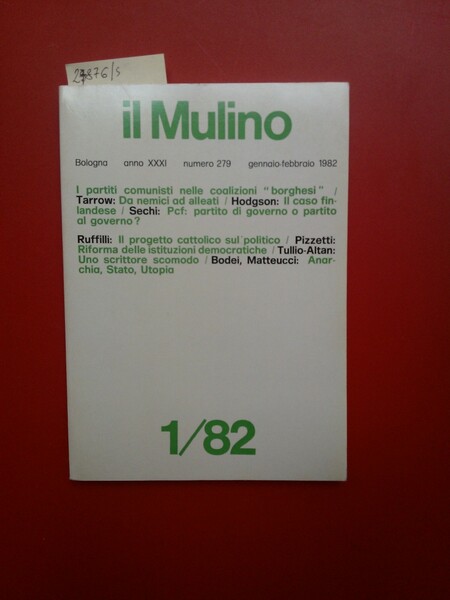 24876/s
il Mulino
Bologna anno XXXI numero 279 gennaio-febbraio 1982
I partiti comunisti nelle coalizioni "borghesi" /
Tarrow: Da nemici ad alleati / Hodgson: Il caso fin-
landese / Sechi: Pcf: partito di governo o partito
al governo?
Ruffilli: Il progetto cattolico sul politico / Pizzetti:
Riforma delle istituzioni democratiche / Tullio-Altan:
Uno scrittore scomodo / Bodei, Matteucci: Anar-
chia, Stato, Utopia
1/82